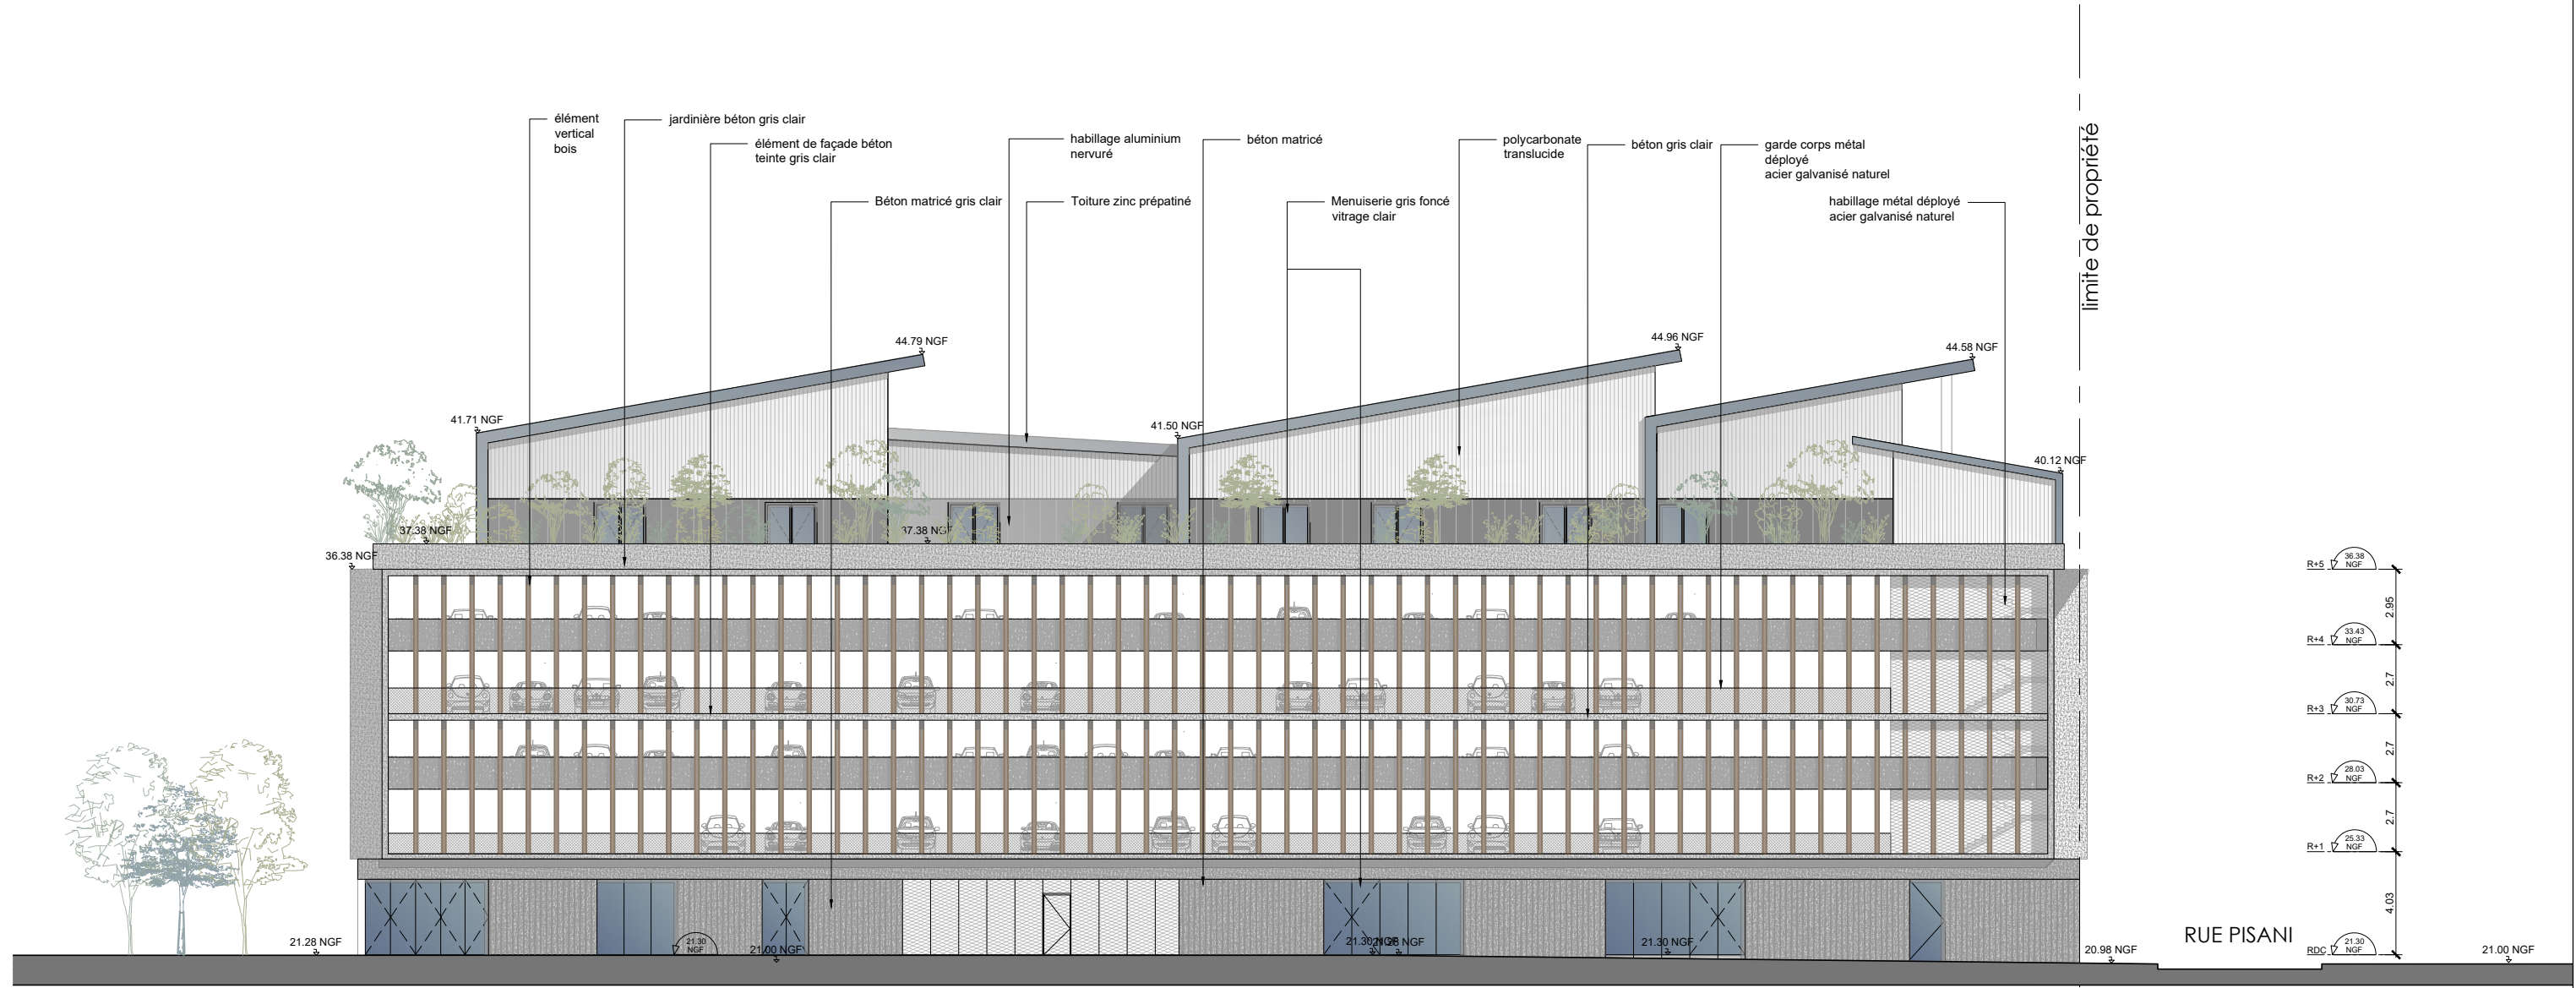 élément
vertical
bois
jardinière béton gris clair
élément de façade béton
teinte gris clair
habillage aluminium
nervuré
béton matricé
polycarbonate
translucide
béton gris clair
garde corps métal
déployé
acier galvanisé naturel
Béton matricé gris clair
Toiture zinc prépatiné
Menuiserie gris foncé
vitrage clair
habillage métal déployé
acier galvanisé naturel
limite de propriété
44.79 NGF
44.96 NGF
44.58 NGF
41.71 NGF
41.50 NGF
40.12 NGF
37.38 NGF
37.38 NGF
36.38 NGF
R+5
36.38
NGF
2.95
R+4
33.43
NGF
2.7
R+3
30.73
NGF
2.7
R+2
28.03
NGF
2.7
R+1
25.33
NGF
4.03
RUE PISANI
RDC
21.30
NGF
21.28 NGF
21.30
NGF
21.00 NGF
21.30 NGF
21.30 NGF
20.98 NGF
21.00 NGF